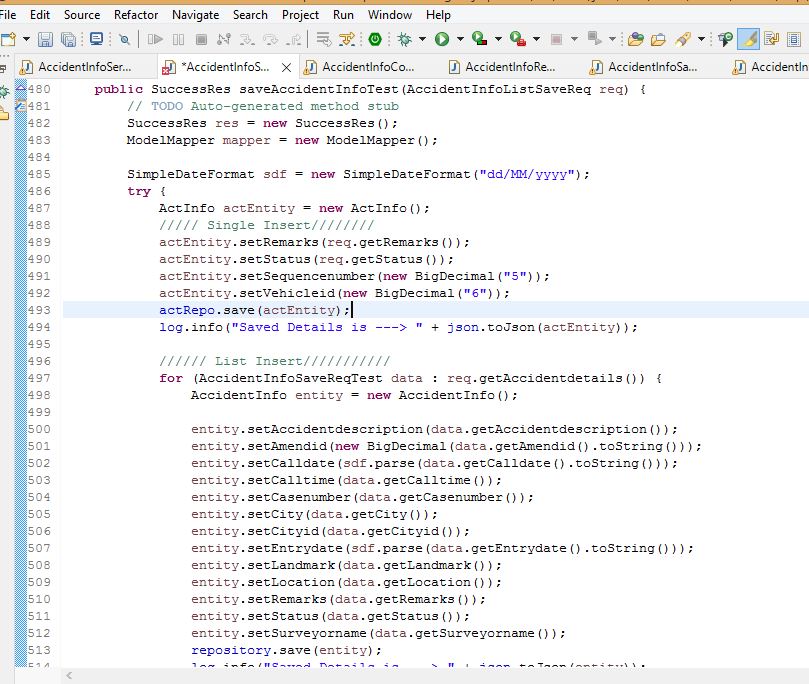 File Edit Source Refactor Navigate Search Project Run Window Help
AccidentInfoSer... *AccidentInfoS... AccidentInfoCo... AccidentInfoRe... AccidentInfoSa... AccidentIn
480 public SuccessRes saveAccidentInfoTest(AccidentInfoListSaveReq req) {
481 // TODO Auto-generated method stub
482 SuccessRes res = new SuccessRes();
483 ModelMapper mapper = new ModelMapper();
484
485 SimpleDateFormat sdf = new SimpleDateFormat("dd/MM/yyyy");
486 try {
487 ActInfo actEntity = new ActInfo();
488 ///// Single Insert////////
489 actEntity.setRemarks(req.getRemarks());
490 actEntity.setStatus(req.getStatus());
491 actEntity.setSequencenumber(new BigDecimal("5"));
492 actEntity.setVehicleid(new BigDecimal("6"));
493 actRepo.save(actEntity);
494 log.info("Saved Details is ---> " + json.toJson(actEntity));
495
496 ////// List Insert///////////
497 for (AccidentInfoSaveReqTest data : req.getAccidentdetails()) {
498 AccidentInfo entity = new AccidentInfo();
499
500 entity.setAccidentdescription(data.getAccidentdescription());
501 entity.setAmendid(new BigDecimal(data.getAmendid().toString()));
502 entity.setCalldate(sdf.parse(data.getCalldate().toString()));
503 entity.setCalltime(data.getCalltime());
504 entity.setCasenumber(data.getCasenumber());
505 entity.setCity(data.getCity());
506 entity.setCityid(data.getCityid());
507 entity.setEntrydate(sdf.parse(data.getEntrydate().toString()));
508 entity.setLandmark(data.getLandmark());
509 entity.setLocation(data.getLocation());
510 entity.setRemarks(data.getRemarks());
511 entity.setStatus(data.getStatus());
512 entity.setSurveyorname(data.getSurveyorname());
513 repository.save(entity);
514 log.info("Saved Details is ---> " + json.toJson(entity));